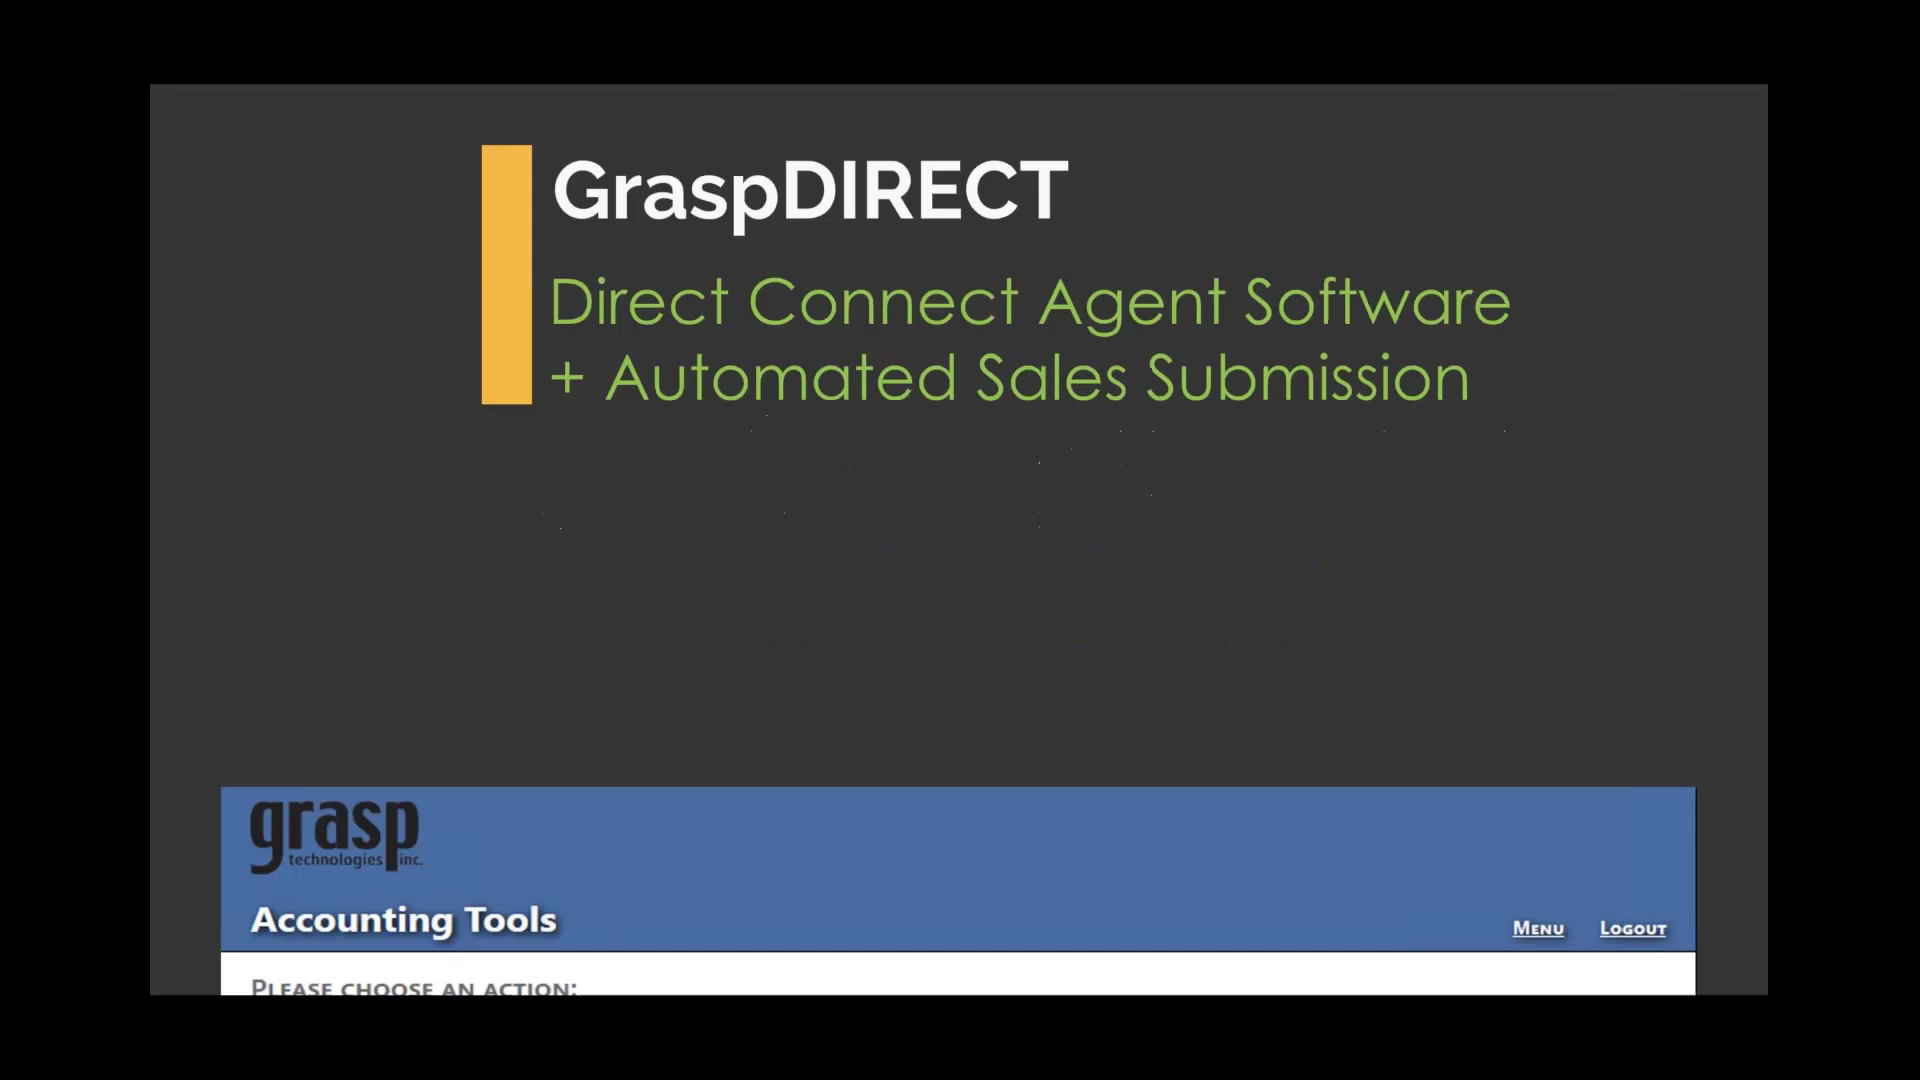 GraspDIRECT
Direct Connect Agent Software
+ Automated Sales Submission
grasp
technologies inc.
Accounting Tools
Menu Logout
Please choose an action: